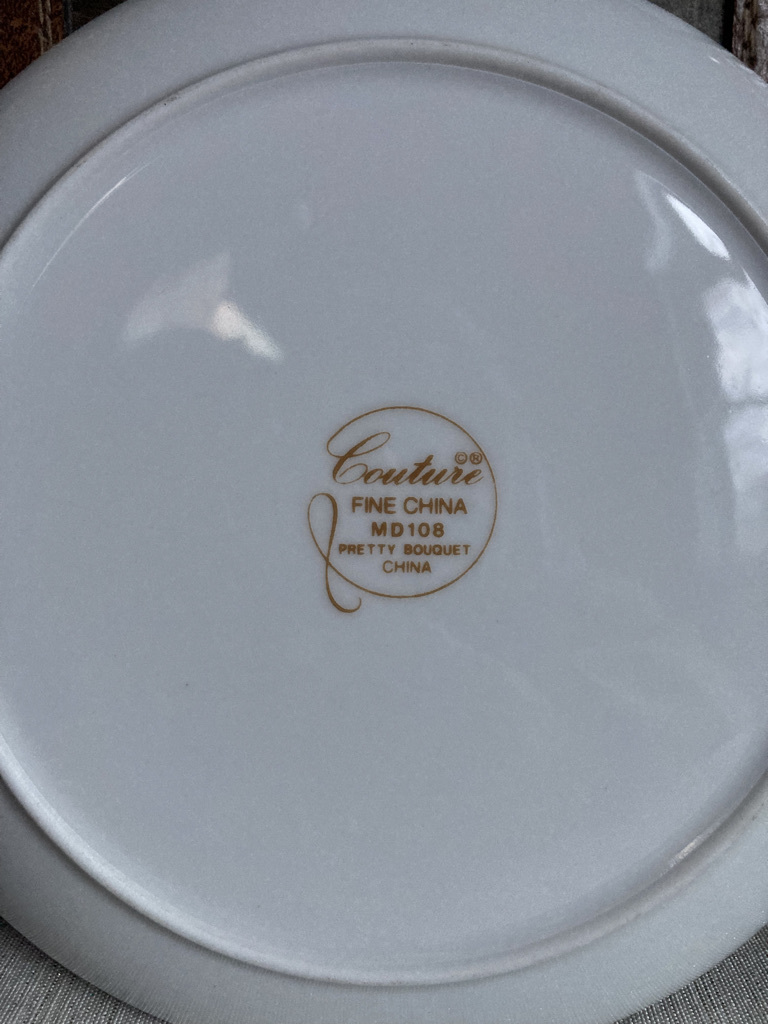 Couture ©®
FINE CHINA
MD108
PRETTY BOUQUET
CHINA